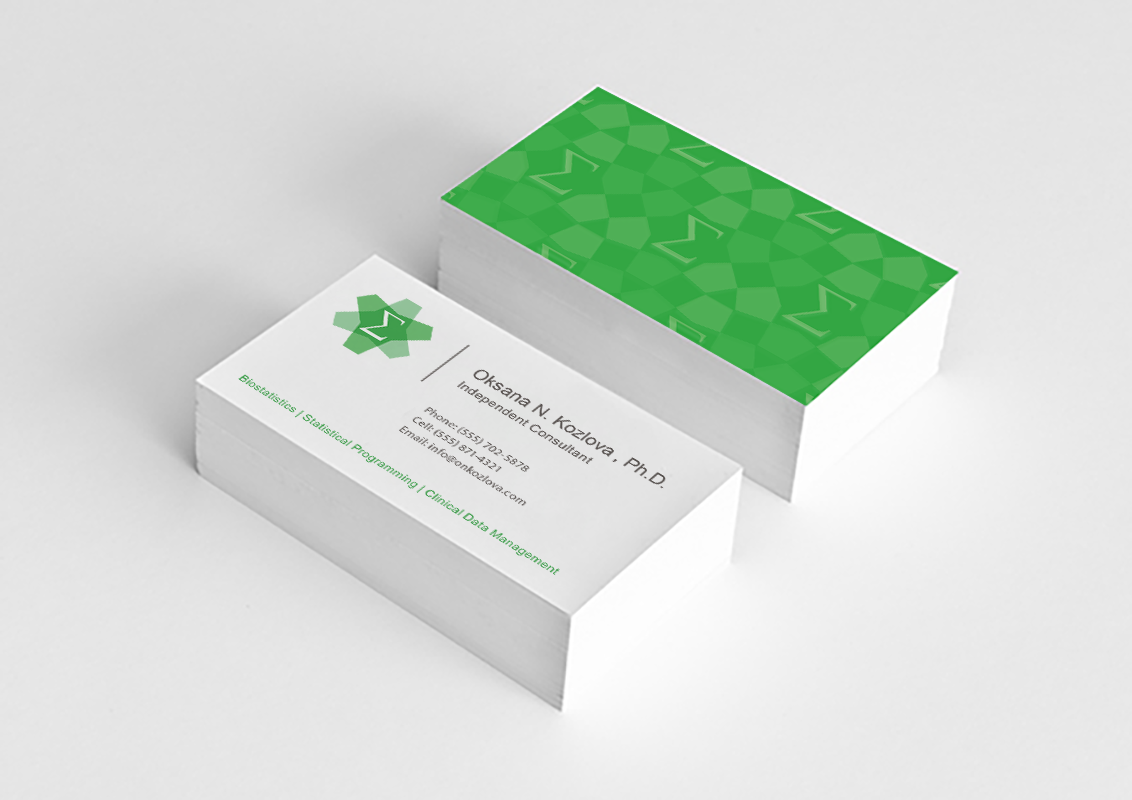 Σ
Oksana N. Kozlova , Ph.D.
Independent Consultant
Phone: (555) 702-5878
Cell: (555) 871-4321
Email: info@onkozlova.com
Biostatistics | Statistical Programming | Clinical Data Management
Σ
Σ
Σ
Σ
Σ
Σ
Σ